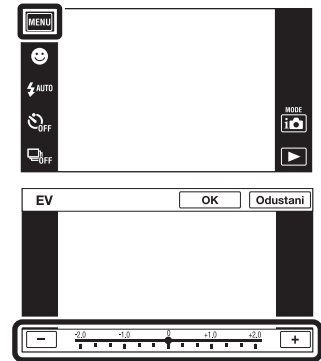 MENU
AUTO
OFF
OFF
MODE
i
EV OK Odustani
-2.0 -1.0 0 +1.0 +2.0
− +